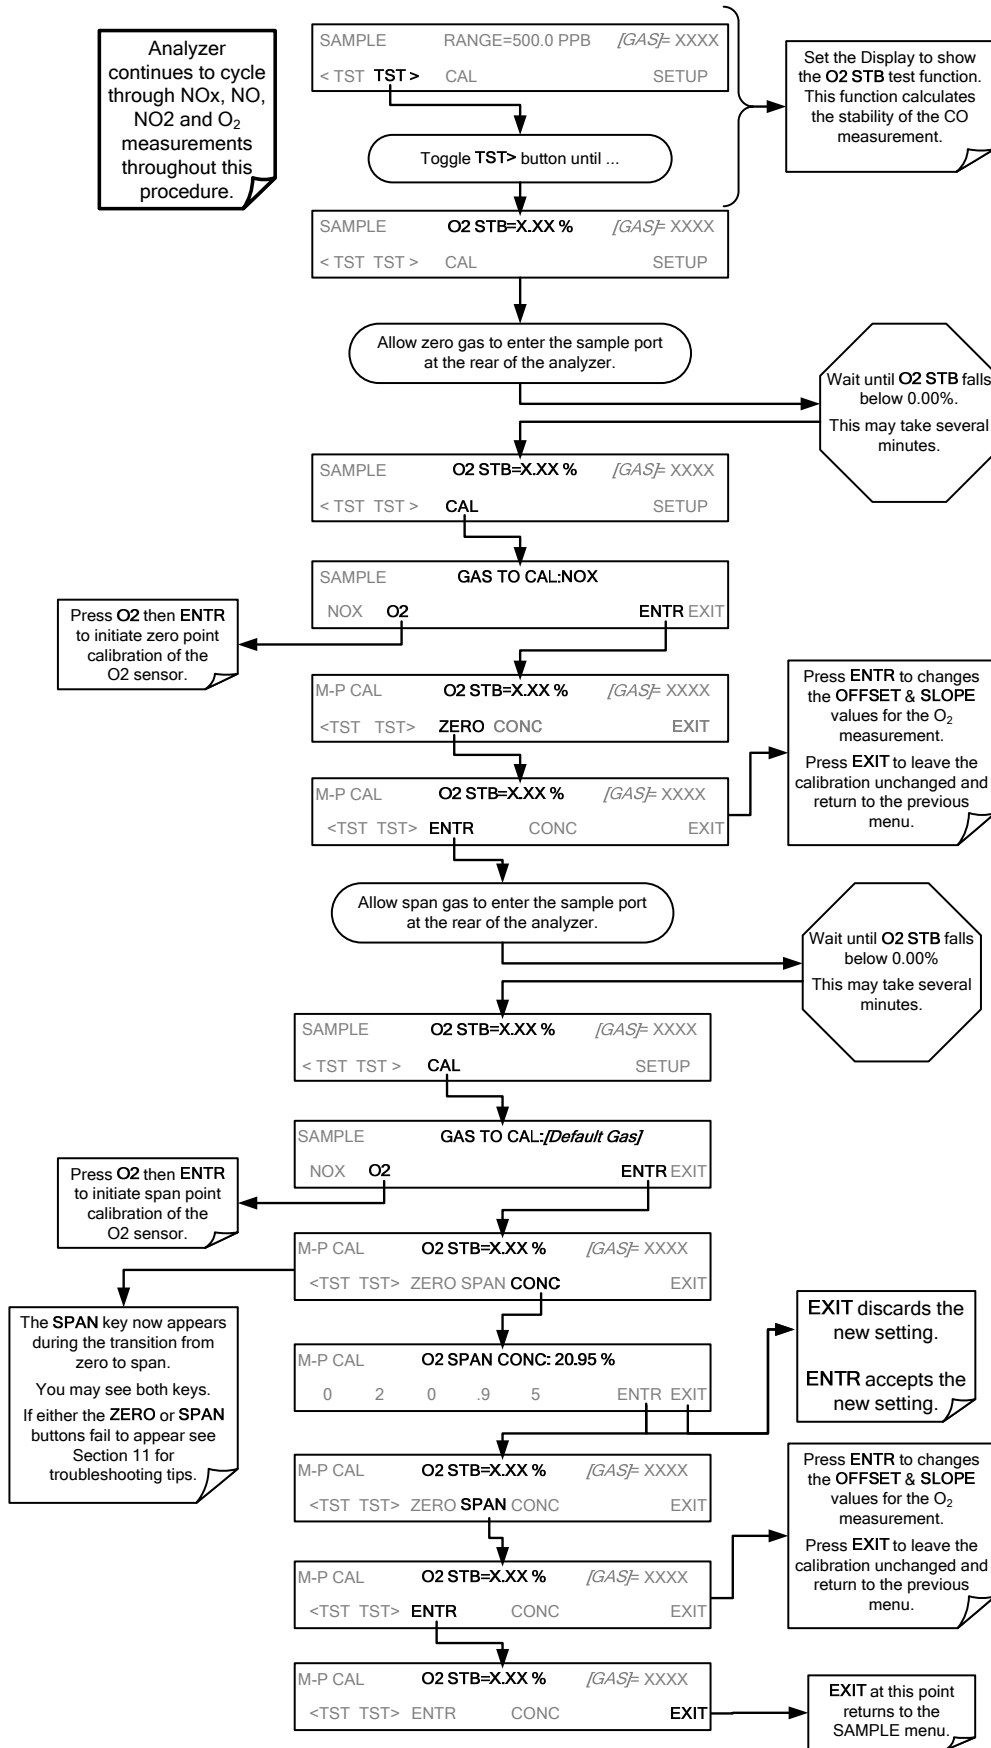 Analyzer
continues to cycle
through NOx, NO,
NO2 and O2
measurements
throughout this
procedure.
SAMPLE RANGE=500.0 PPB [GAS]= XXXX
< TST TST > CAL SETUP
Set the Display to show
the O2 STB test function.
This function calculates
the stability of the CO
measurement.
Toggle TST> button until ...
SAMPLE O2 STB=X.XX % [GAS]= XXXX
< TST TST > CAL SETUP
Allow zero gas to enter the sample port
at the rear of the analyzer.
Wait until O2 STB falls
below 0.00%.
This may take several
minutes.
SAMPLE O2 STB=X.XX % [GAS]= XXXX
< TST TST > CAL SETUP
SAMPLE GAS TO CAL:NOX
NOX O2 ENTR EXIT
Press O2 then ENTR
to initiate zero point
calibration of the
O2 sensor.
M-P CAL O2 STB=X.XX % [GAS]= XXXX
<TST TST> ZERO CONC EXIT
Press ENTR to changes
the OFFSET & SLOPE
values for the O2
measurement.
Press EXIT to leave the
calibration unchanged and
return to the previous
menu.
M-P CAL O2 STB=X.XX % [GAS]= XXXX
<TST TST> ENTR CONC EXIT
Allow span gas to enter the sample port
at the rear of the analyzer.
Wait until O2 STB falls
below 0.00%
This may take several
minutes.
SAMPLE O2 STB=X.XX % [GAS]= XXXX
< TST TST > CAL SETUP
SAMPLE GAS TO CAL:[Default Gas]
NOX O2 ENTR EXIT
Press O2 then ENTR
to initiate span point
calibration of the
O2 sensor.
M-P CAL O2 STB=X.XX % [GAS]= XXXX
<TST TST> ZERO SPAN CONC EXIT
The SPAN key now appears
during the transition from
zero to span.
You may see both keys.
If either the ZERO or SPAN
buttons fail to appear see
Section 11 for
troubleshooting tips.
M-P CAL O2 SPAN CONC: 20.95 %
0 2 0 .9 5 ENTR EXIT
EXIT discards the
new setting.
ENTR accepts the
new setting.
M-P CAL O2 STB=X.XX % [GAS]= XXXX
<TST TST> ZERO SPAN CONC EXIT
Press ENTR to changes
the OFFSET & SLOPE
values for the O2
measurement.
Press EXIT to leave the
calibration unchanged and
return to the previous
menu.
M-P CAL O2 STB=X.XX % [GAS]= XXXX
<TST TST> ENTR CONC EXIT
M-P CAL O2 STB=X.XX % [GAS]= XXXX
<TST TST> ENTR CONC EXIT
EXIT at this point
returns to the
SAMPLE menu.